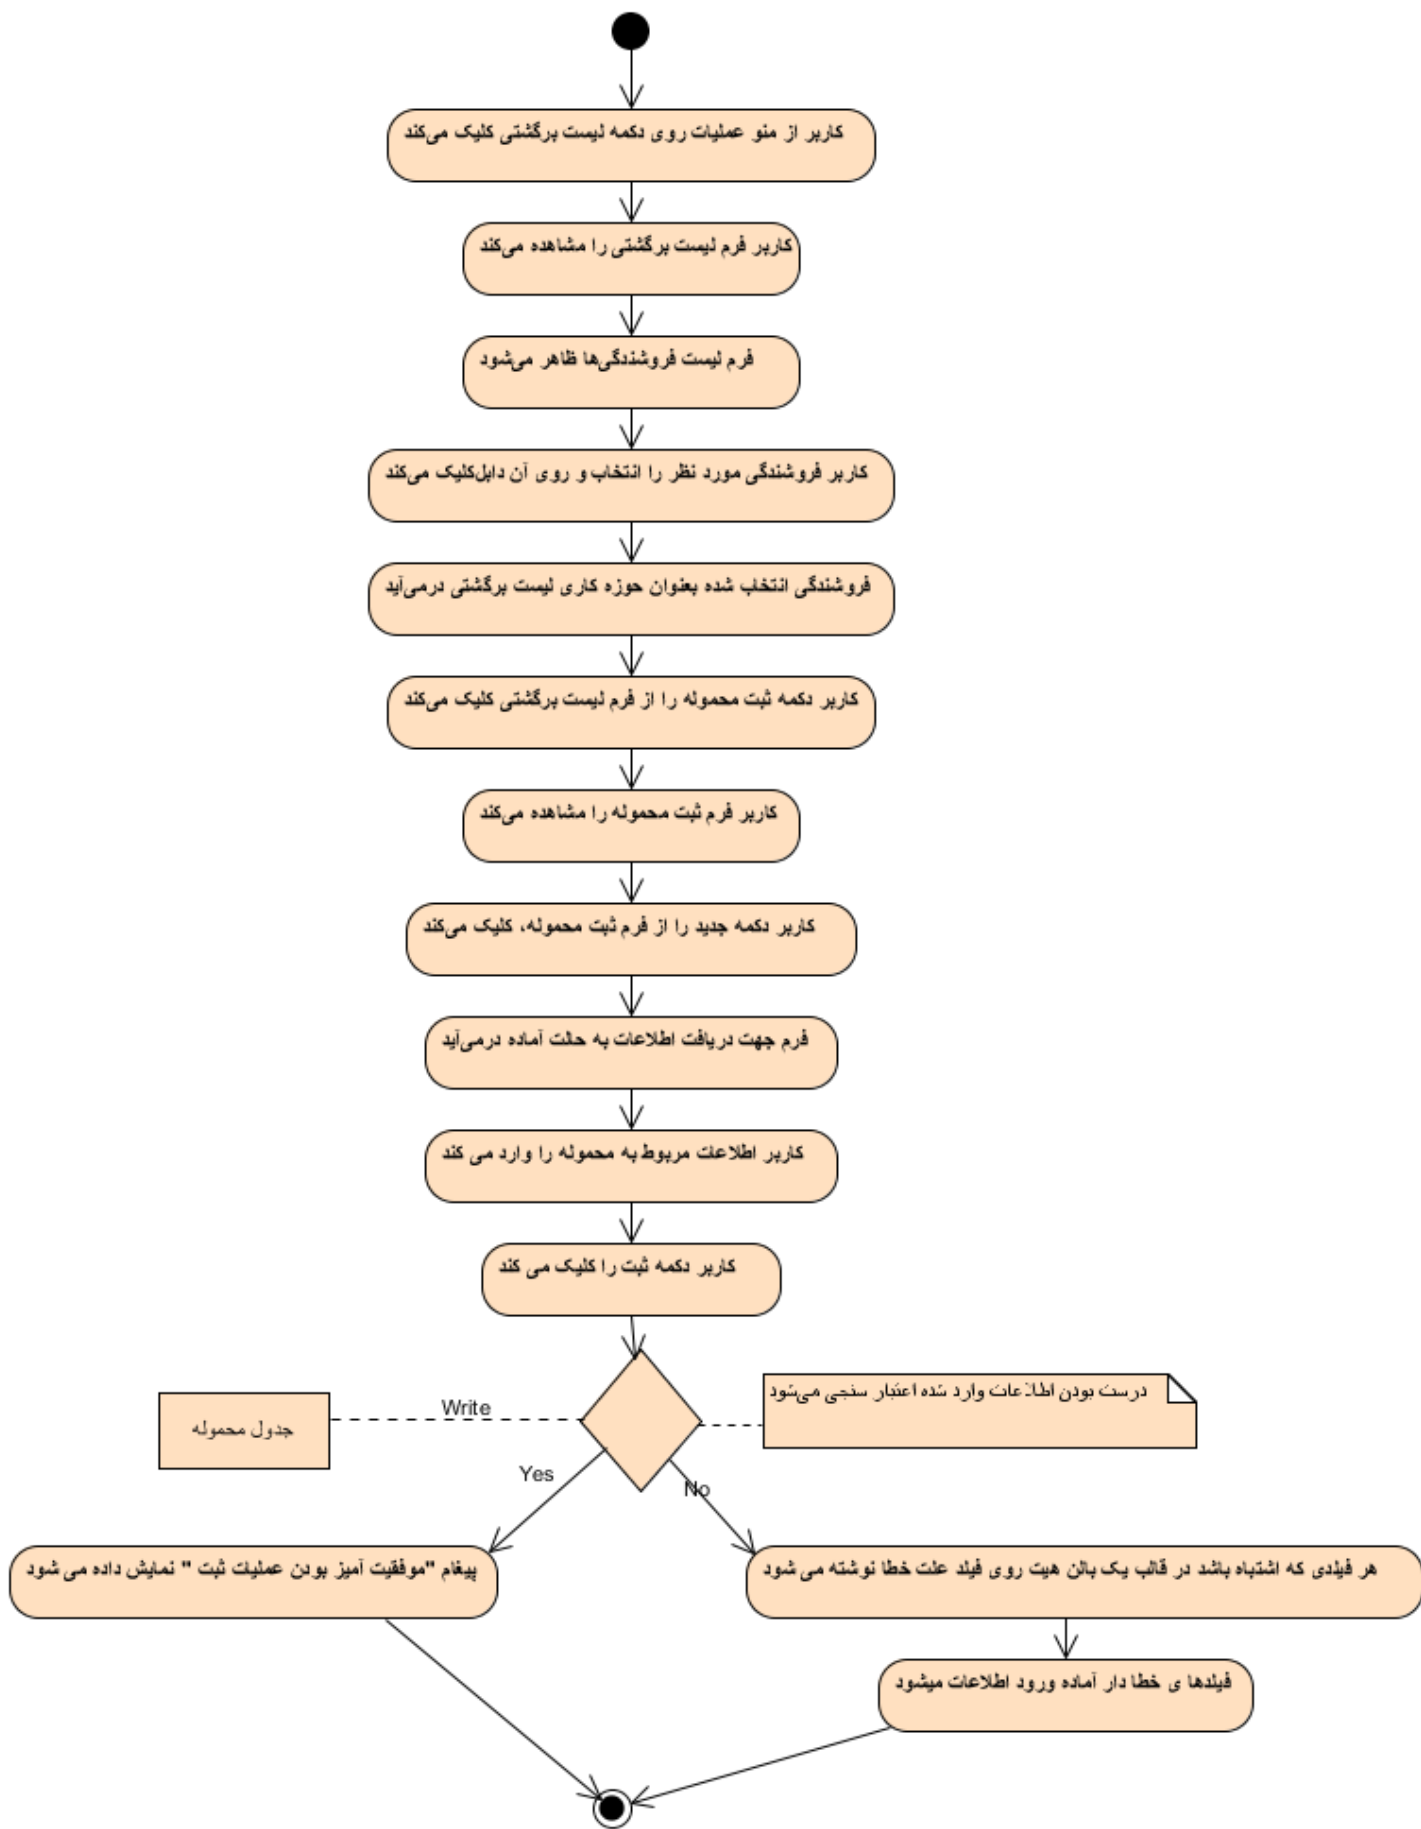 کاربر از منو عملیات روی دکمه لیست برگشتی کلیک می‌کند
کاربر فرم لیست برگشتی را مشاهده می‌کند
فرم لیست فروشندگی‌ها ظاهر می‌شود
کاربر فروشندگی مورد نظر را انتخاب و روی آن دابل‌کلیک می‌کند
فروشندگی انتخاب شده بعنوان حوزه کاری لیست برگشتی درمی‌آید
کاربر دکمه ثبت محموله را از فرم لیست برگشتی کلیک می‌کند
کاربر فرم ثبت محموله را مشاهده می‌کند
کاربر دکمه جدید را از فرم ثبت محموله، کلیک می‌کند
فرم جهت دریافت اطلاعات به حالت آماده درمی‌آید
کاربر اطلاعات مربوط به محموله را وارد می کند
کاربر دکمه ثبت را کلیک می کند
درست بودن اطلاعات وارد شده اعتبار سنجی می‌شود
Write
جدول محموله
Yes
No
پیغام "موفقیت آمیز بودن عملیات ثبت " نمایش داده می شود
هر فیلدی که اشتباه باشد در قالب یک بالن هیت روی فیلد علت خطا نوشته می شود
فیلدها ی خطا دار آماده ورود اطلاعات میشود